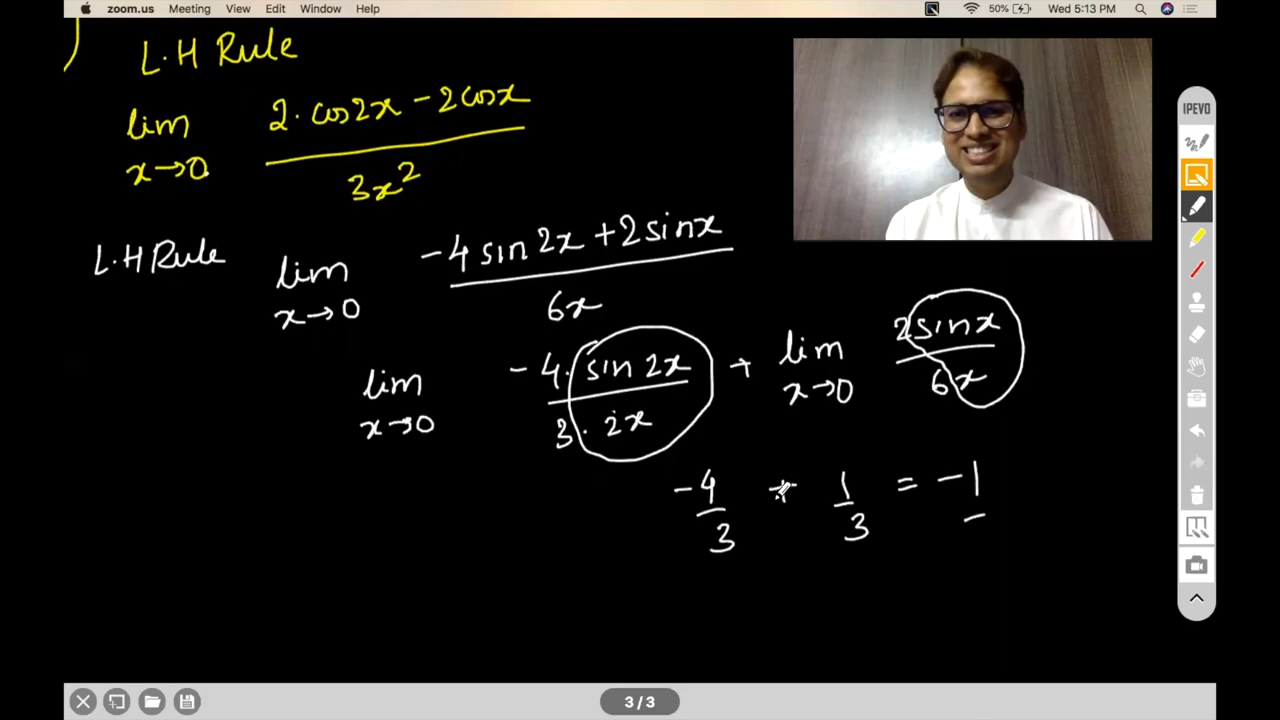 zoom.us Meeting View Edit Window Help 50% Wed 5:13 PM
L.H Rule
lim x→0 (2. cos2x - 2cosx) / 3x²
IPEVO
L.H Rule lim x→0 (-4 sin 2x + 2 sinx) / 6x
lim x→0 (-4. sin 2x) / (3. 2x) + lim x→0 2sinx / 6x
-4/3 + 1/3 = -1
3 / 3